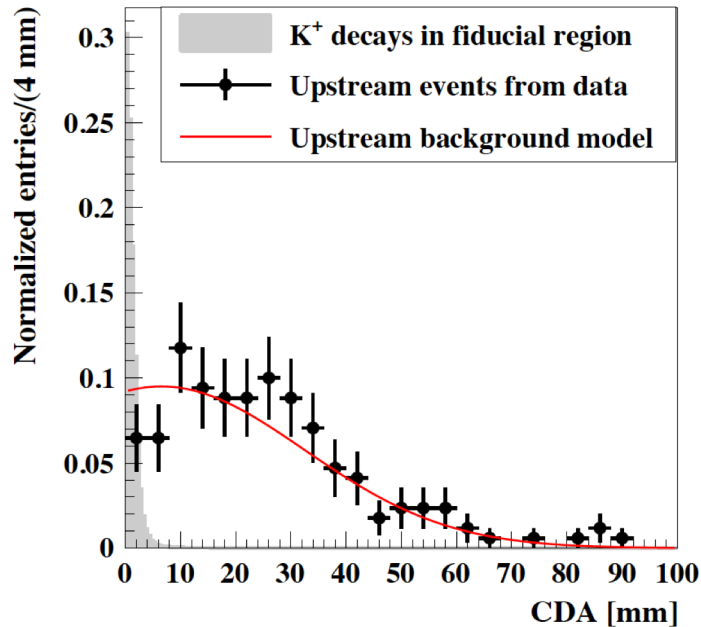 K⁺ decays in fiducial region
Upstream events from data
Upstream background model
Normalized entries/(4 mm)
0.3
0.25
0.2
0.15
0.1
0.05
0
0 10 20 30 40 50 60 70 80 90 100
CDA [mm]